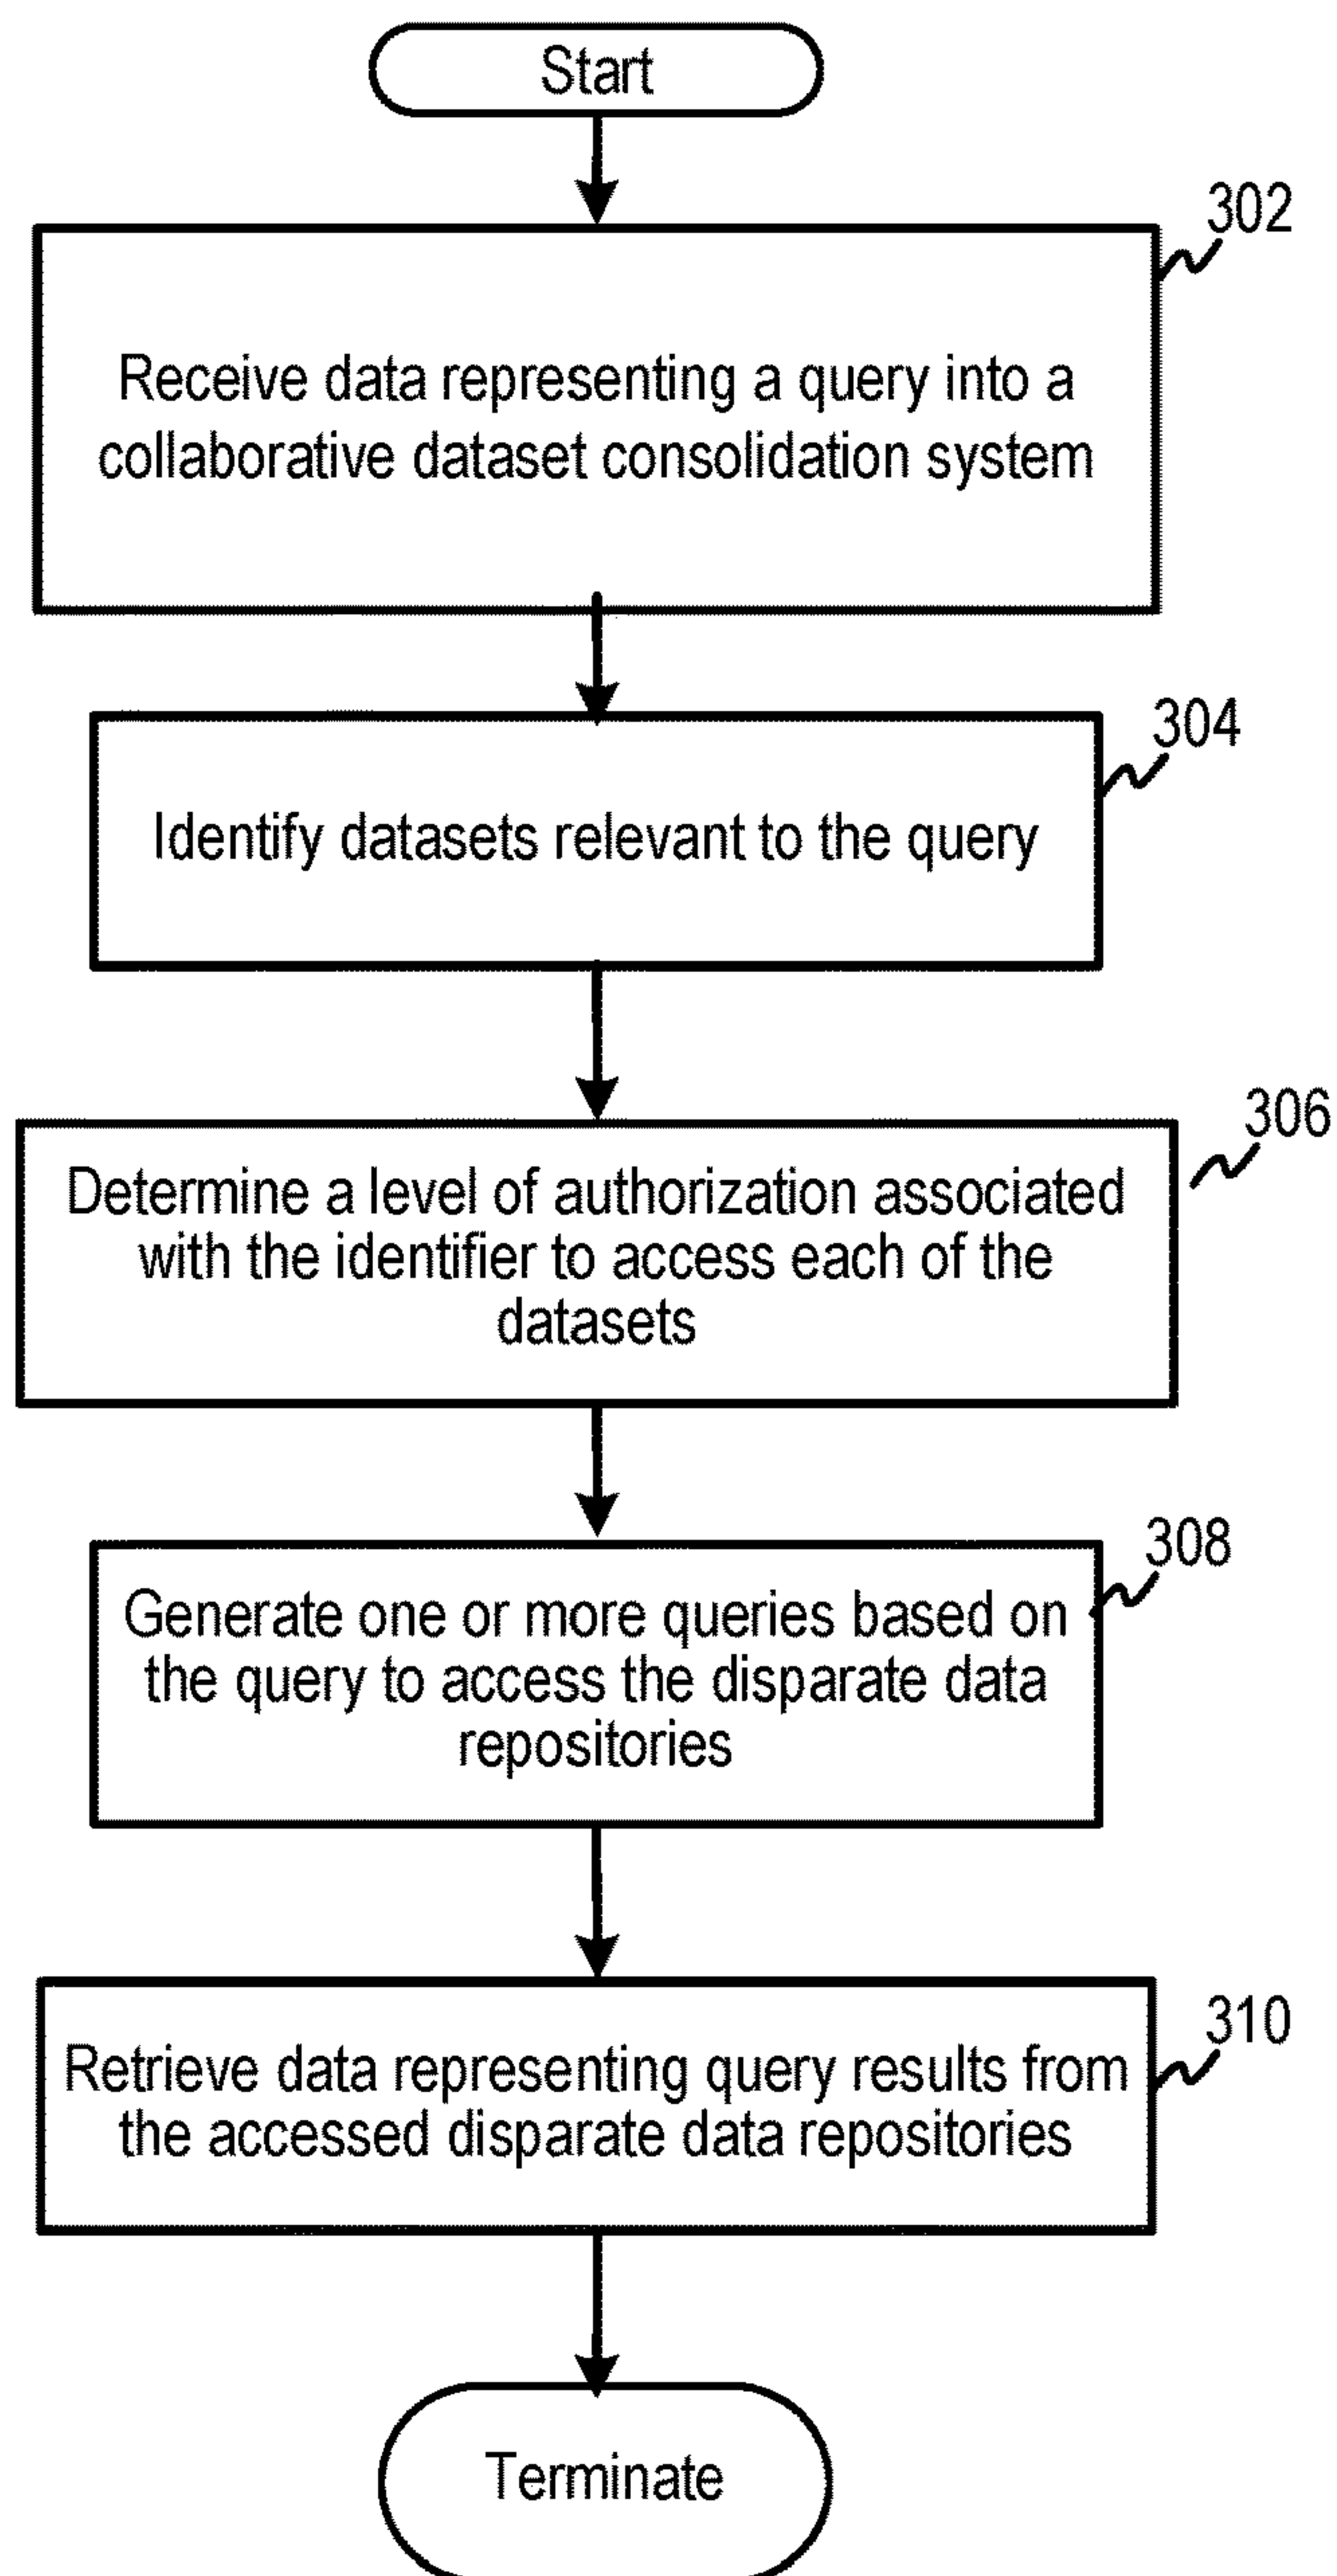 Start
302
Receive data representing a query into a
collaborative dataset consolidation system
304
Identify datasets relevant to the query
306
Determine a level of authorization associated
with the identifier to access each of the
datasets
308
Generate one or more queries based on
the query to access the disparate data
repositories
310
Retrieve data representing query results from
the accessed disparate data repositories
Terminate